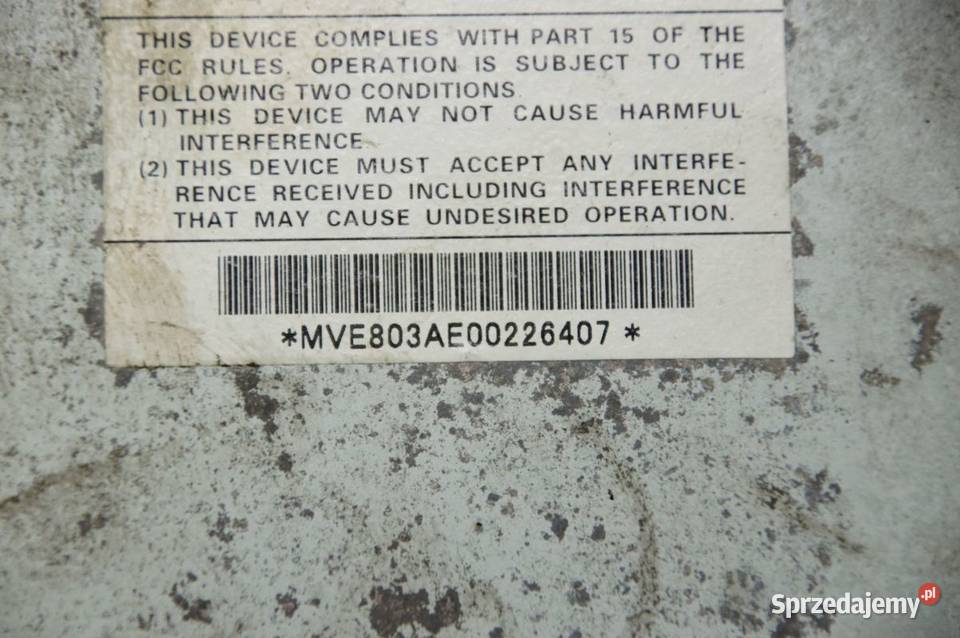 THIS DEVICE COMPLIES WITH PART 15 OF THE
FCC RULES. OPERATION IS SUBJECT TO THE
FOLLOWING TWO CONDITIONS.
(1) THIS DEVICE MAY NOT CAUSE HARMFUL
INTERFERENCE.
(2) THIS DEVICE MUST ACCEPT ANY INTERFE-
RENCE RECEIVED INCLUDING INTERFERENCE
THAT MAY CAUSE UNDESIRED OPERATION.
*MVE803AE00226407 *
Sprzedajemy.pl